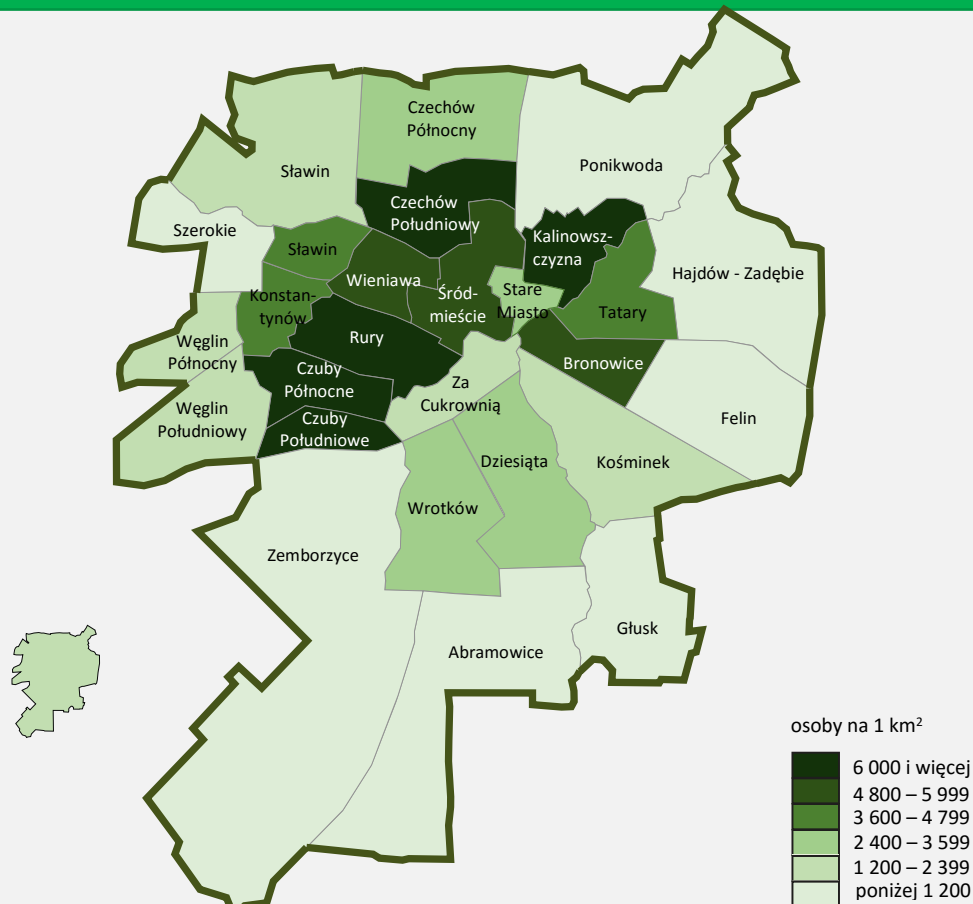 Czechów
Północny
Ponikwoda
Sławin
Czechów
Południowy
Szerokie
Kalinowsz-
czyzna
Sławin
Hajdów - Zadębie
Wieniawa
Stare
Miasto
Śród-
mieście
Konstan-
tynów
Tatary
Rury
Węglin
Północny
Bronowice
Czuby
Północne
Za
Cukrownią
Węglin
Południowy
Felin
Czuby
Południowe
Dziesiąta
Kośminek
Wrotków
Zemborzyce
Głusk
Abramowice
osoby na 1 km²
6 000 i więcej
4 800 – 5 999
3 600 – 4 799
2 400 – 3 599
1 200 – 2 399
poniżej 1 200